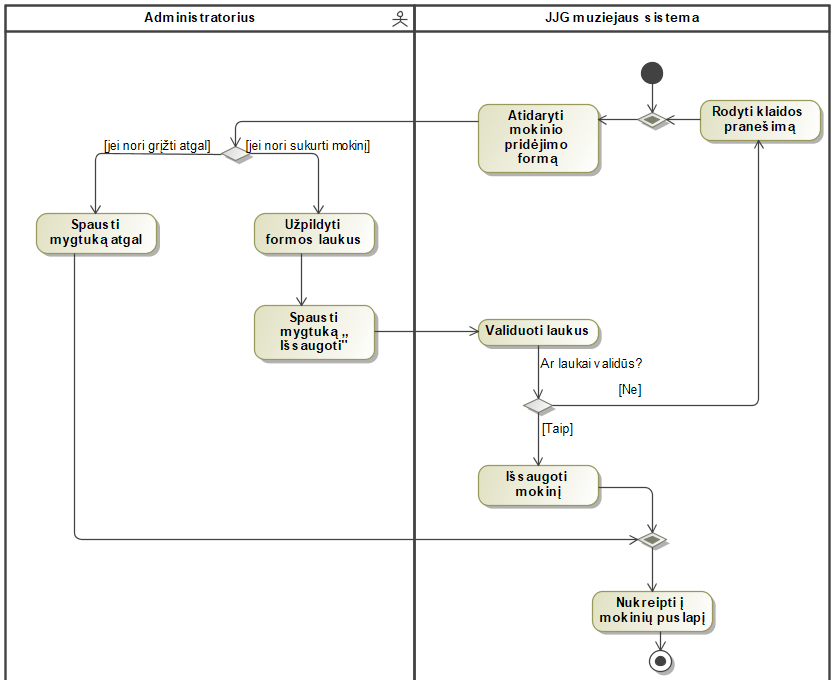 Administratorius
JJG muziejaus sistema
Atidaryti
mokinio
pridėjimo
formą
Rodyti klaidos
pranešimą
[jei nori grįžti atgal]
[jei nori sukurti mokinį]
Spausti
mygtuką atgal
Užpildyti
formos laukus
Spausti
mygtuką „
Išsaugoti"
Validuoti laukus
Ar laukai validūs?
[Ne]
[Taip]
Išsaugoti
mokinį
Nukreipti į
mokinių puslapį